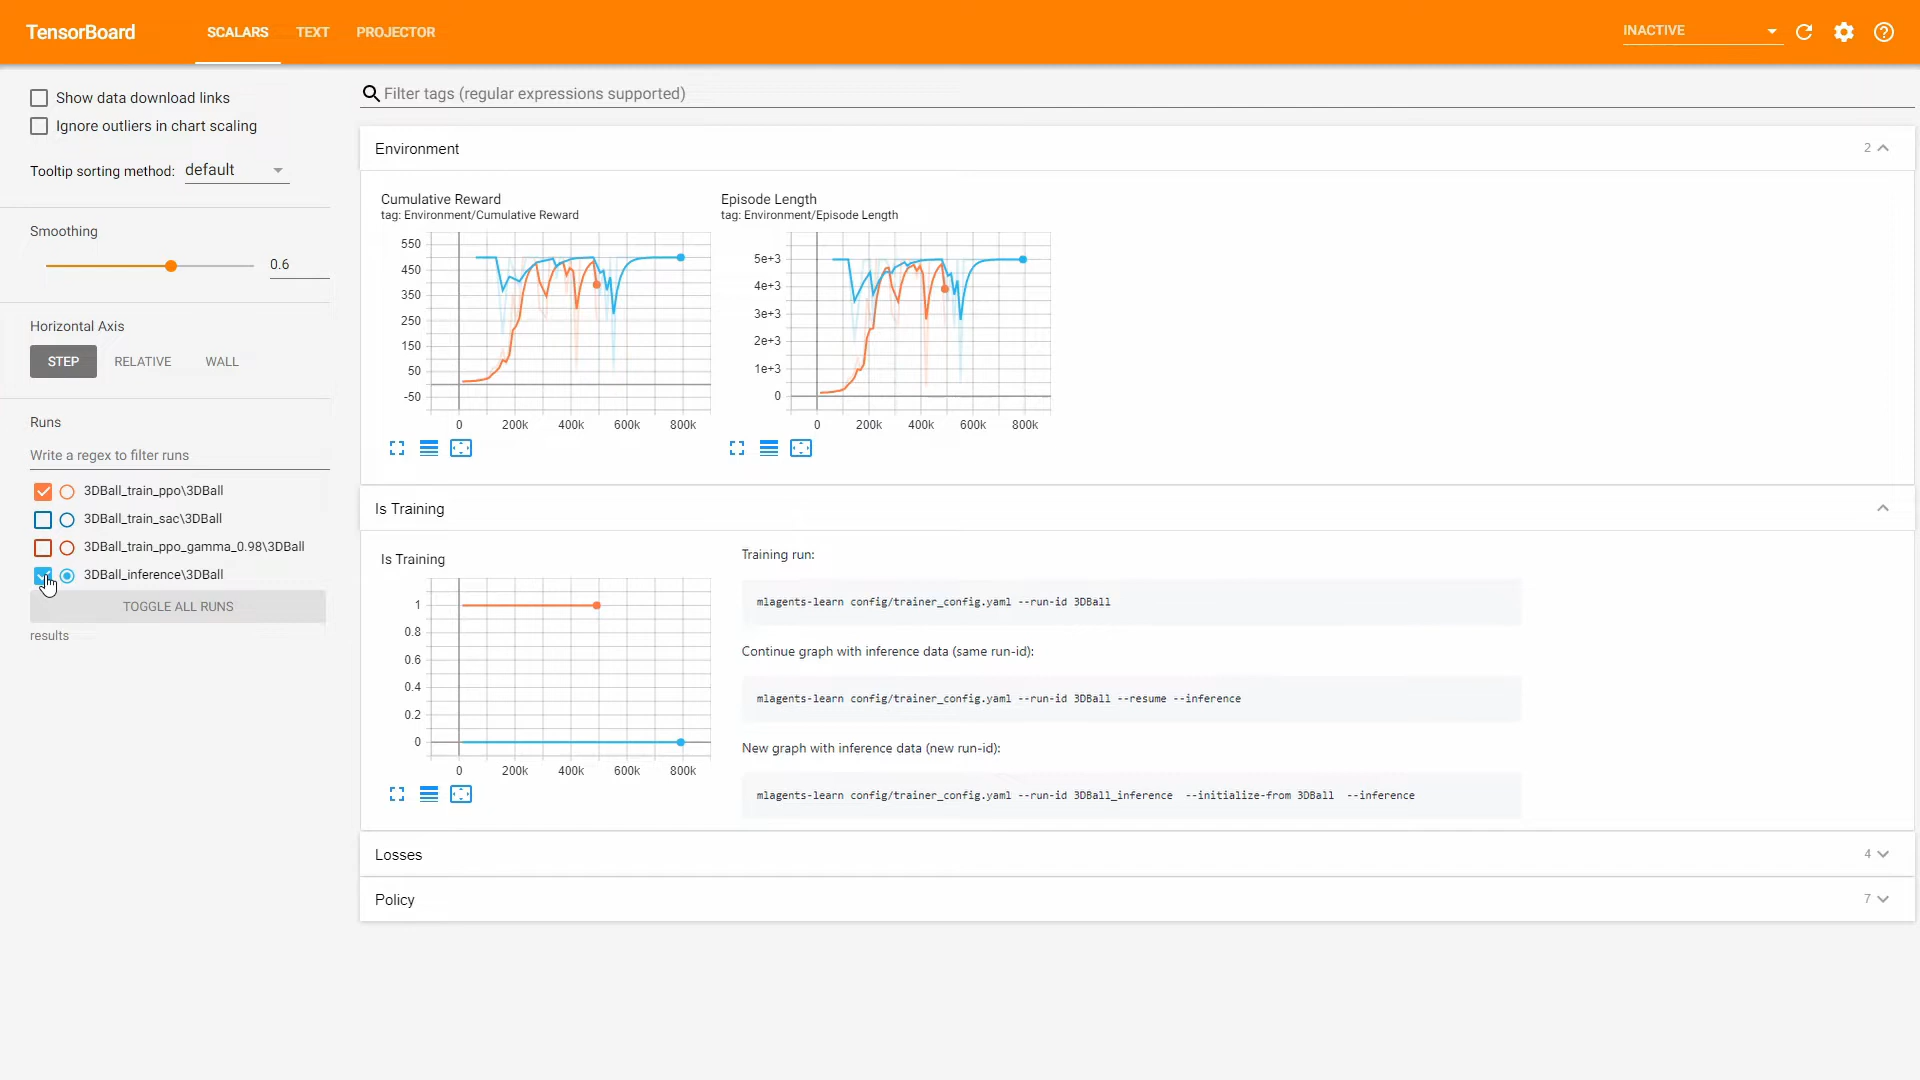 TensorBoard
SCALARS
TEXT
PROJECTOR
INACTIVE
Show data download links
Ignore outliers in chart scaling
Tooltip sorting method: default
Smoothing
0.6
Horizontal Axis
STEP
RELATIVE
WALL
Runs
Write a regex to filter runs
3DBall_train_ppo\3DBall
3DBall_train_sac\3DBall
3DBall_train_ppo_gamma_0.98\3DBall
3DBall_inference\3DBall
TOGGLE ALL RUNS
results
Filter tags (regular expressions supported)
Environment
2
Cumulative Reward
tag: Environment/Cumulative Reward
550
450
350
250
150
50
-50
0 200k 400k 600k 800k
Episode Length
tag: Environment/Episode Length
5e+3
4e+3
3e+3
2e+3
1e+3
0
0 200k 400k 600k 800k
Is Training
Is Training
1
0.8
0.6
0.4
0.2
0
0 200k 400k 600k 800k
Training run:
mlagents-learn config/trainer_config.yaml --run-id 3DBall
Continue graph with inference data (same run-id):
mlagents-learn config/trainer_config.yaml --run-id 3DBall --resume --inference
New graph with inference data (new run-id):
mlagents-learn config/trainer_config.yaml --run-id 3DBall_inference --initialize-from 3DBall --inference
Losses
4
Policy
7